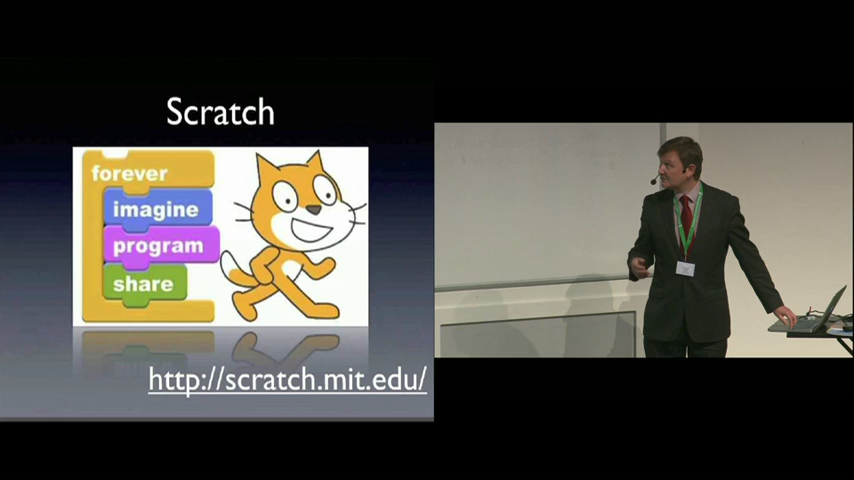 Scratch
forever
imagine
program
share
http://scratch.mit.edu/